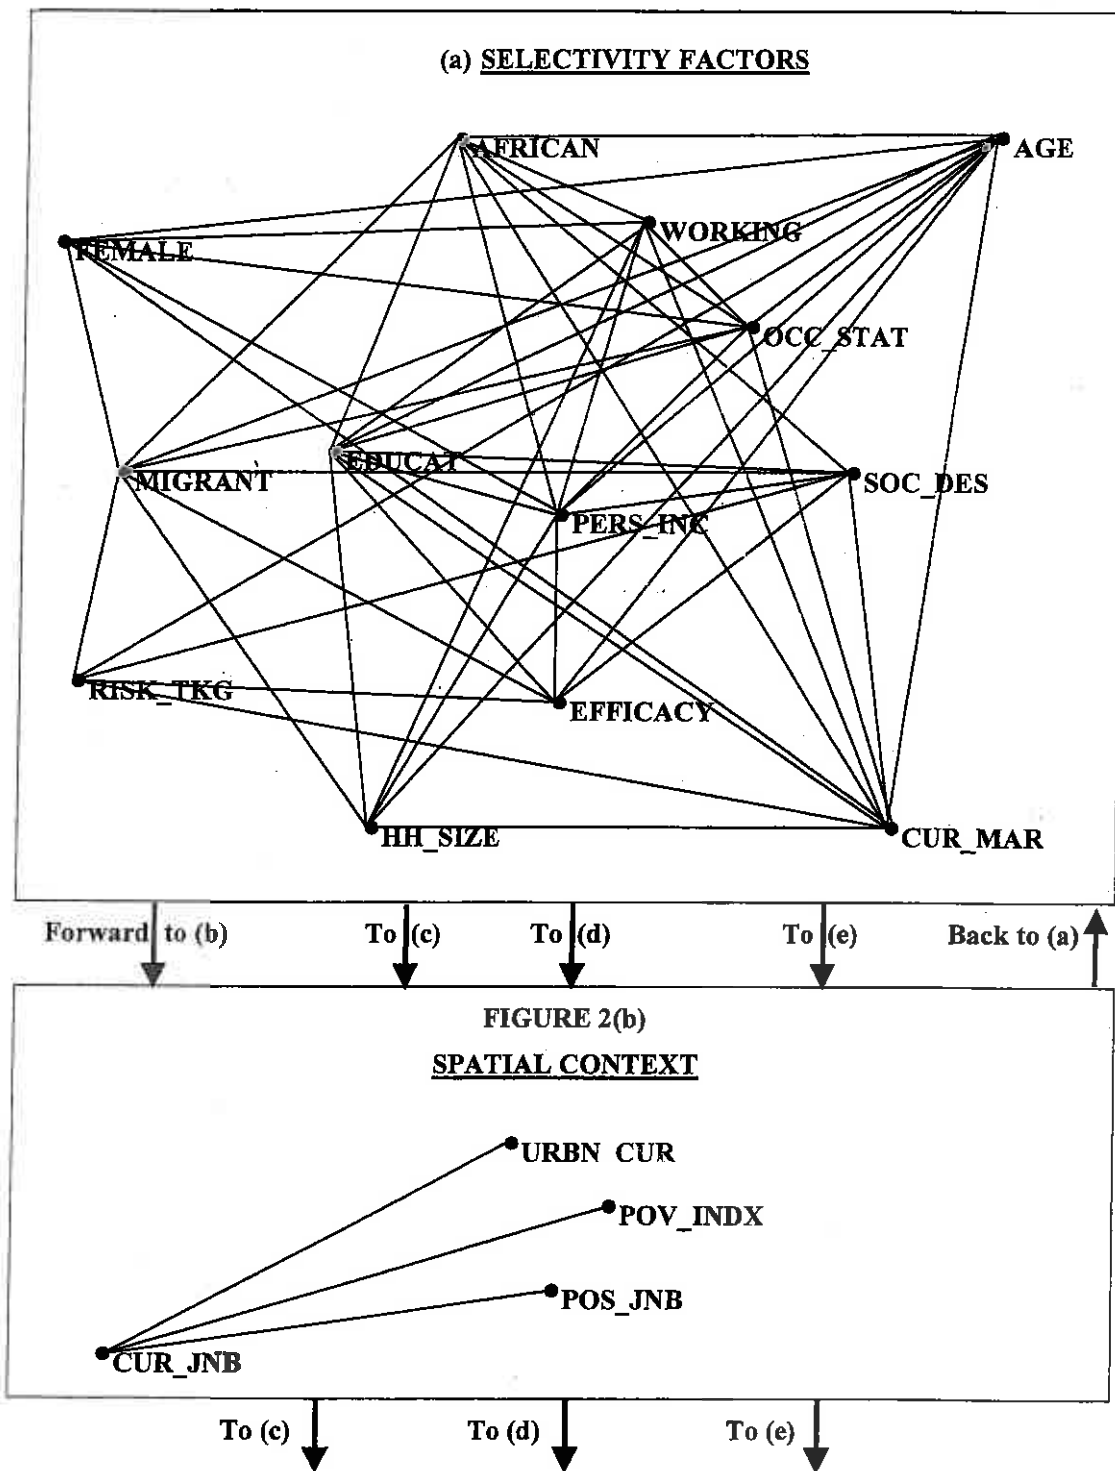 (a) SELECTIVITY FACTORS
AFRICAN
AGE
WORKING
FEMALE
OCC_STAT
EDUCAT
MIGRANT
SOC_DES
PERS_INC
RISK_TKG
EFFICACY
HH_SIZE
CUR_MAR
Forward to (b) To (c) To (d) To (e) Back to (a)
FIGURE 2(b)
SPATIAL CONTEXT
URBN CUR
POV_INDX
POS_JNB
CUR_JNB
To (c) To (d) To (e)